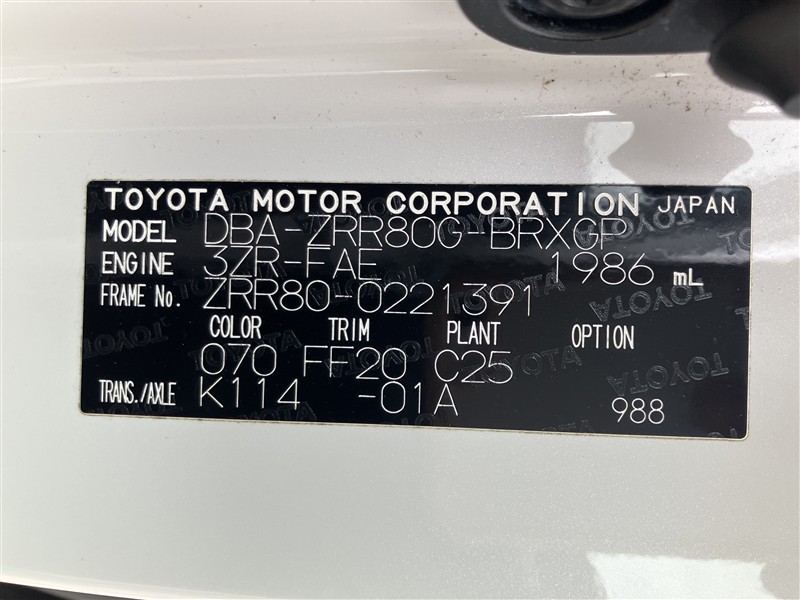 TOYOTA MOTOR CORPORATION JAPAN
MODEL DBA-ZRR80G-BRXGP
ENGINE 3ZR-FAE 1986 mL
FRAME No. ZRR80-0221391
COLOR TRIM PLANT OPTION
070 FF20 C25
TRANS./AXLE K114 -01A 988